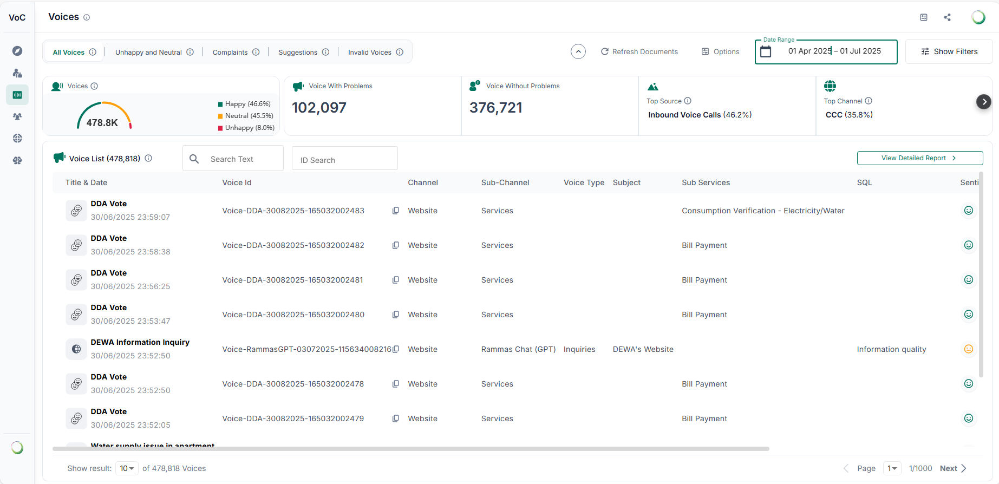 VoC
Voices
All Voices
Unhappy and Neutral
Complaints
Suggestions
Invalid Voices
Refresh Documents
Options
Date Range
01 Apr 2025 – 01 Jul 2025
Show Filters
Voices
478.8K
Happy (46.6%)
Neutral (45.5%)
Unhappy (8.0%)
Voice With Problems
102,097
Voice Without Problems
376,721
Top Source
Inbound Voice Calls (46.2%)
Top Channel
CCC (35.8%)
Voice List (478,818)
Search Text
ID Search
View Detailed Report
Title & Date Voice Id Channel Sub-Channel Voice Type Subject Sub Services SQL Senti
DDA Vote
30/06/2025 23:59:07
Voice-DDA-30082025-165032002483 Website Services Consumption Verification - Electricity/Water
DDA Vote
30/06/2025 23:58:38
Voice-DDA-30082025-165032002482 Website Services Bill Payment
DDA Vote
30/06/2025 23:56:25
Voice-DDA-30082025-165032002481 Website Services Bill Payment
DDA Vote
30/06/2025 23:53:47
Voice-DDA-30082025-165032002480 Website Services Bill Payment
DEWA Information Inquiry
30/06/2025 23:52:50
Voice-RammasGPT-03072025-115634008216 Website Rammas Chat (GPT) Inquiries DEWA's Website Information quality
DDA Vote
30/06/2025 23:52:50
Voice-DDA-30082025-165032002478 Website Services Bill Payment
DDA Vote
30/06/2025 23:52:05
Voice-DDA-30082025-165032002479 Website Services Bill Payment
Water supply issue in apartment
Show result: 10 of 478,818 Voices
Page 1 1/1000 Next